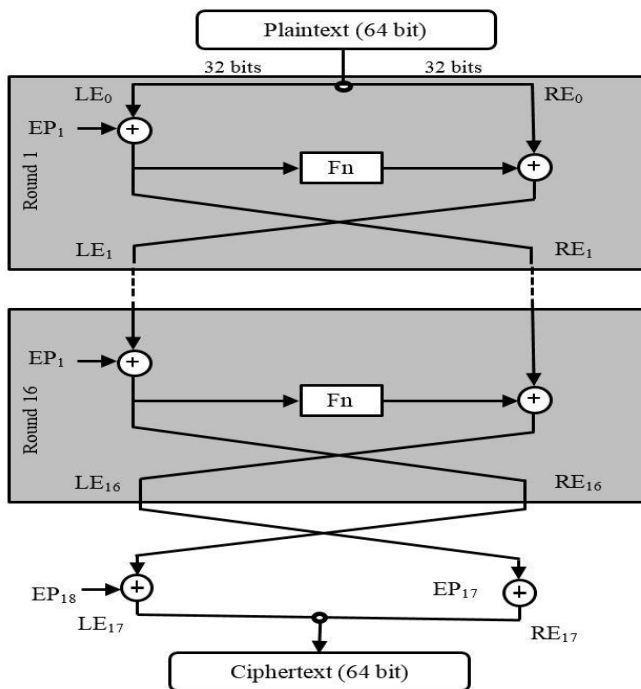 Plaintext (64 bit)
32 bits 32 bits
LE₀ RE₀
EP₁ +
Round 1
Fn +
LE₁ RE₁
+
EP₁
Round 16
Fn +
LE₁₆ RE₁₆
EP₁₈ + EP₁₇ +
LE₁₇ RE₁₇
Ciphertext (64 bit)